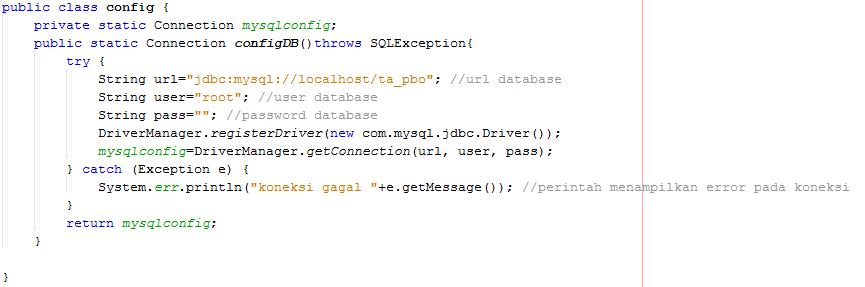 public class config {
    private static Connection mysqlconfig;
    public static Connection configDB()throws SQLException{
        try {
            String url="jdbc:mysql://localhost/ta_pbo"; //url database
            String user="root"; //user database
            String pass=""; //password database
            DriverManager.registerDriver(new com.mysql.jdbc.Driver());
            mysqlconfig=DriverManager.getConnection(url, user, pass);
        } catch (Exception e) {
            System.err.println("koneksi gagal "+e.getMessage()); //perintah menampilkan error pada koneksi
        }
        return mysqlconfig;
    }
}